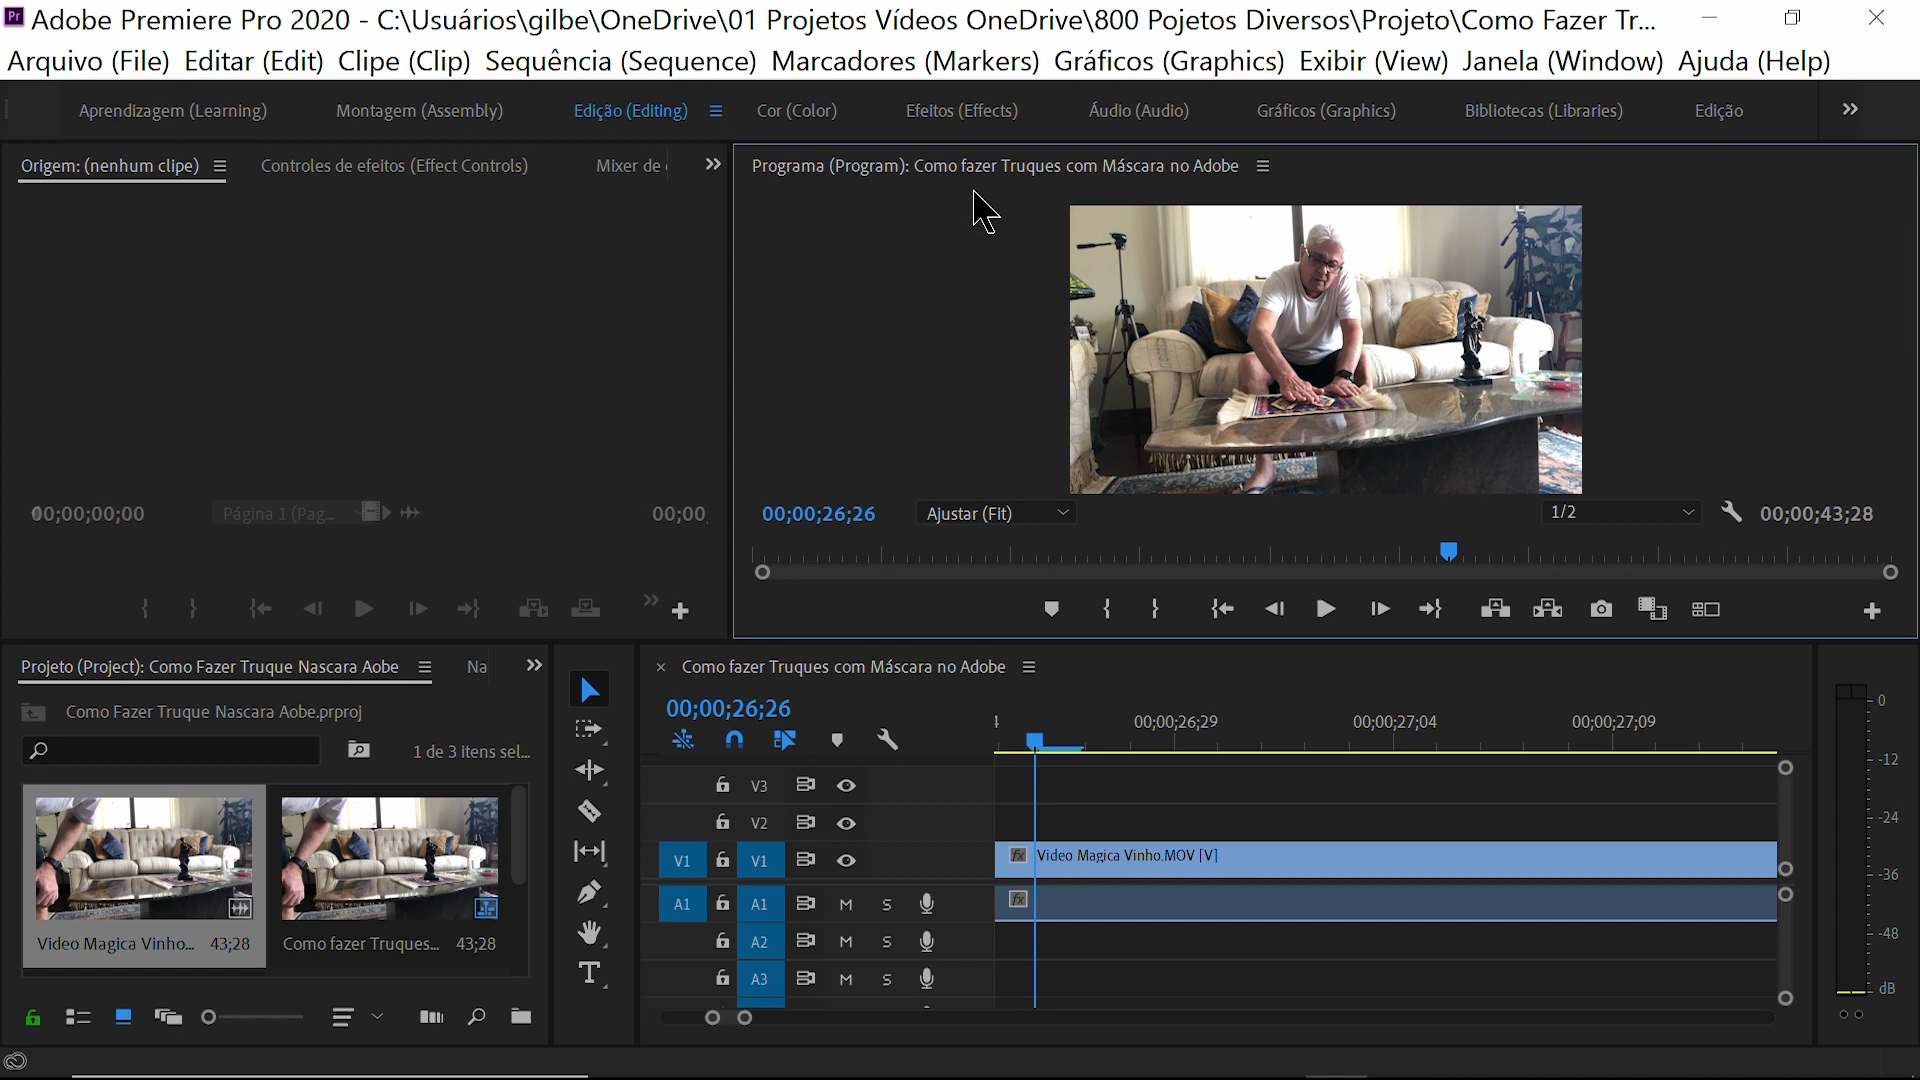 Pr Adobe Premiere Pro 2020 - C:\Usuários\gilbe\OneDrive\01 Projetos Vídeos OneDrive\800 Pojetos Diversos\Projeto\Como Fazer Tr...
Arquivo (File) Editar (Edit) Clipe (Clip) Sequência (Sequence) Marcadores (Markers) Gráficos (Graphics) Exibir (View) Janela (Window) Ajuda (Help)
Aprendizagem (Learning) Montagem (Assembly) Edição (Editing) Cor (Color) Efeitos (Effects) Áudio (Audio) Gráficos (Graphics) Bibliotecas (Libraries) Edição
Origem: (nenhum clipe) Controles de efeitos (Effect Controls) Mixer de
Programa (Program): Como fazer Truques com Máscara no Adobe
00;00;00;00 Página 1 (Pag... 00;00
00;00;26;26 Ajustar (Fit) 1/2 00;00;43;28
Projeto (Project): Como Fazer Truque Nascara Aobe Na
Como Fazer Truque Nascara Aobe.prproj
1 de 3 itens sel...
Video Magica Vinho... 43;28 Como fazer Truques... 43;28
× Como fazer Truques com Máscara no Adobe
00;00;26;26
00;00;26;29 00;00;27;04 00;00;27;09
V3
V2
V1 V1 fx Video Magica Vinho.MOV [V]
A1 A1 M S fx
A2 M S
A3 M S
0
-12
-24
-36
-48
dB